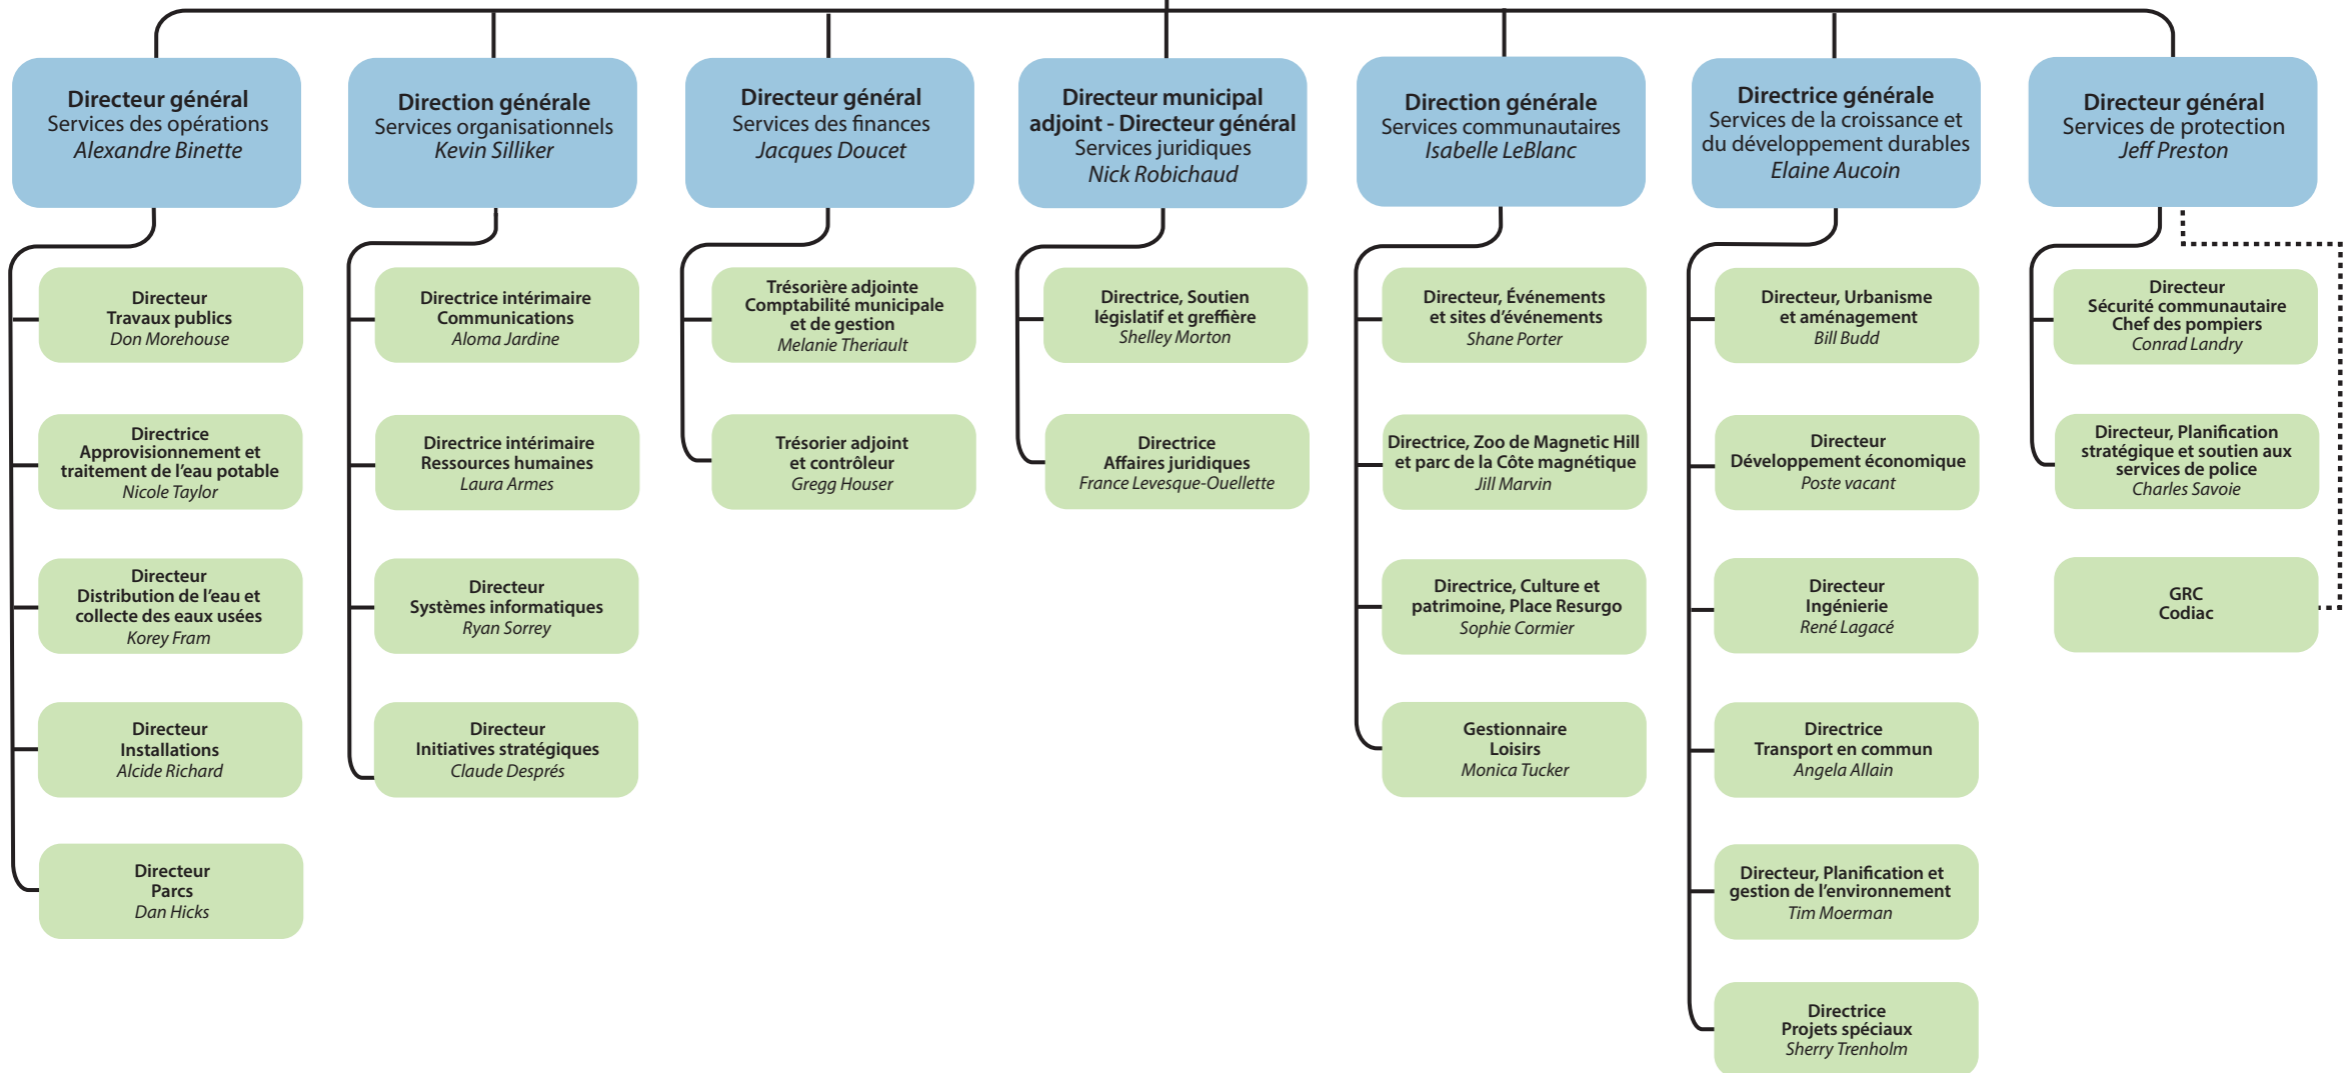 Directeur général
Services des opérations
Alexandre Binette
Directeur
Travaux publics
Don Morehouse
Directrice
Approvisionnement et
traitement de l'eau potable
Nicole Taylor
Directeur
Distribution de l'eau et
collecte des eaux usées
Korey Fram
Directeur
Installations
Alcide Richard
Directeur
Parcs
Dan Hicks
Direction générale
Services organisationnels
Kevin Silliker
Directrice intérimaire
Communications
Aloma Jardine
Directrice intérimaire
Ressources humaines
Laura Armes
Directeur
Systèmes informatiques
Ryan Sorrey
Directeur
Initiatives stratégiques
Claude Després
Directeur général
Services des finances
Jacques Doucet
Trésorière adjointe
Comptabilité municipale
et de gestion
Melanie Theriault
Trésorier adjoint
et contrôleur
Gregg Houser
Directeur municipal
adjoint - Directeur général
Services juridiques
Nick Robichaud
Directrice, Soutien
législatif et greffière
Shelley Morton
Directrice
Affaires juridiques
France Levesque-Ouellette
Direction générale
Services communautaires
Isabelle LeBlanc
Directeur, Événements
et sites d'événements
Shane Porter
Directrice, Zoo de Magnetic Hill
et parc de la Côte magnétique
Jill Marvin
Directrice, Culture et
patrimoine, Place Resurgo
Sophie Cormier
Gestionnaire
Loisirs
Monica Tucker
Directrice générale
Services de la croissance et
du développement durables
Elaine Aucoin
Directeur, Urbanisme
et aménagement
Bill Budd
Directeur
Développement économique
Poste vacant
Directeur
Ingénierie
René Lagacé
Directrice
Transport en commun
Angela Allain
Directeur, Planification et
gestion de l'environnement
Tim Moerman
Directrice
Projets spéciaux
Sherry Trenholm
Directeur général
Services de protection
Jeff Preston
Directeur
Sécurité communautaire
Chef des pompiers
Conrad Landry
Directeur, Planification
stratégique et soutien aux
services de police
Charles Savoie
GRC
Codiac